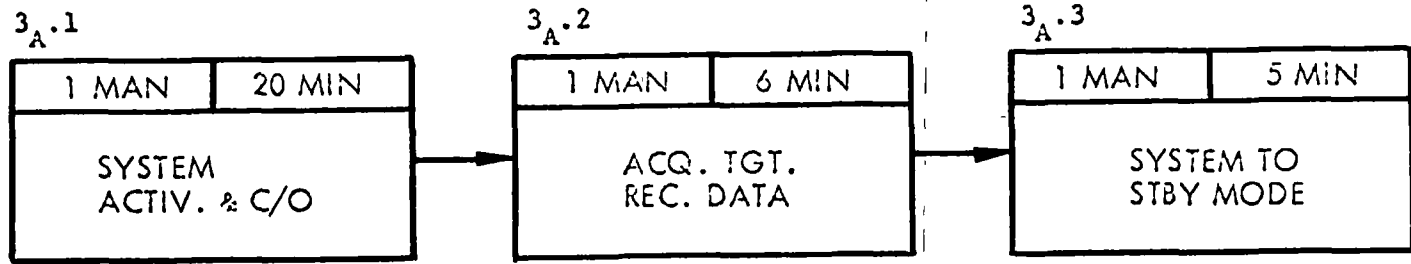 3A.1
1 MAN 20 MIN
SYSTEM
ACTIV. & C/O
3A.2
1 MAN 6 MIN
ACQ. TGT.
REC. DATA
3A.3
1 MAN 5 MIN
SYSTEM TO
STBY MODE